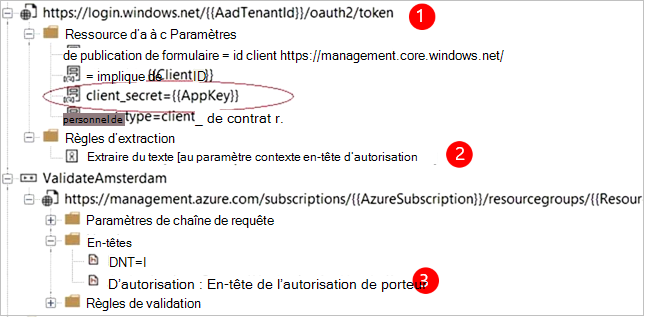 https://login.windows.net/{{AadTenantId}}/oauth2/token
1
Ressource d'a à c Paramètres
de publication de formulaire = id client https://management.core.windows.net/
= implique de {{ClientID}}
client_secret={{AppKey}}
personnel de type=client_ de contrat r.
Règles d'extraction
Extraire du texte [au paramètre contexte en-tête d'autorisation
2
ValidateAmsterdam
https://management.azure.com/subscriptions/{{AzureSubscription}}/resourcegroups/{{Resour
Paramètres de chaîne de requête
En-têtes
DNT=I
D'autorisation : En-tête de l'autorisation de porteur
3
Règles de validation